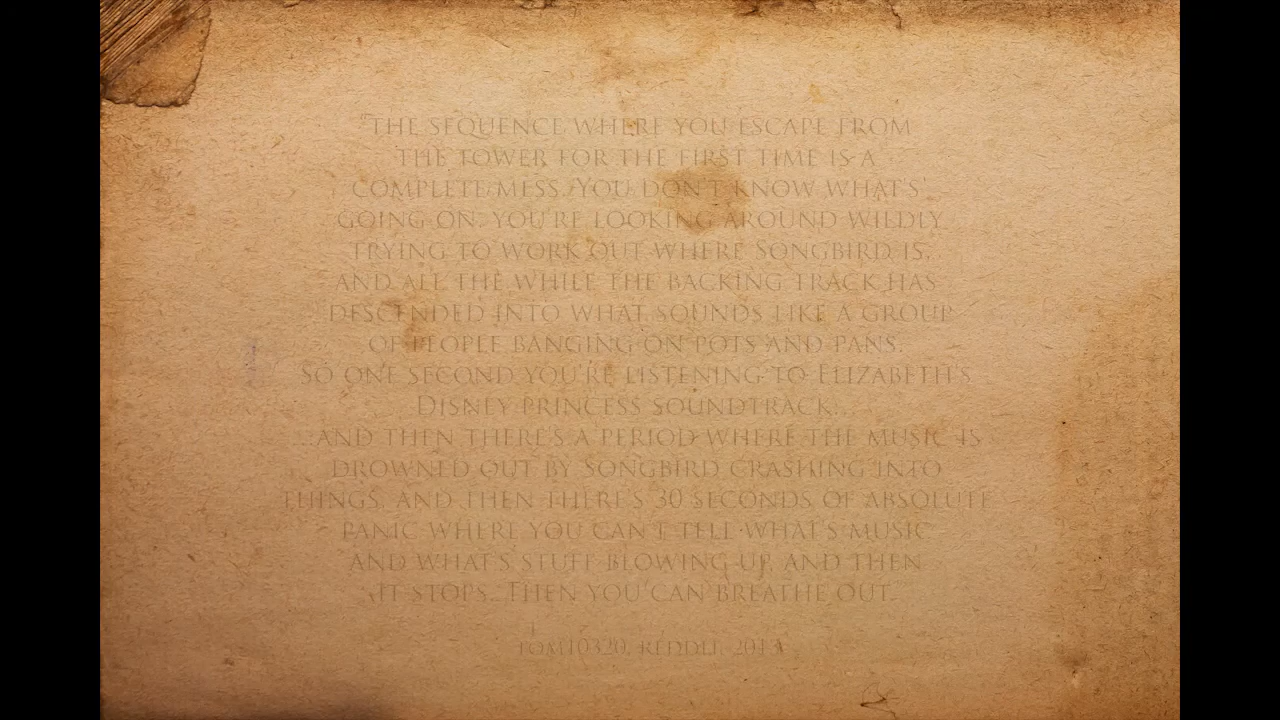 "The sequence where you escape from
the tower for the first time is a
complete mess. You don't know what's
going on, you're looking around wildly
trying to work out where Songbird is,
and all the while the backing track has
descended into what sounds like a group
of people banging on pots and pans.
So one second you're listening to Elizabeth's
Disney princess soundtrack...
...and then there's a period where the music is
drowned out by Songbird crashing into
things, and then there's 30 seconds of absolute
panic where you can't tell what's music
and what's stuff blowing up, and then
it stops. Then you can breathe out."
tom10320, Reddit, 2013